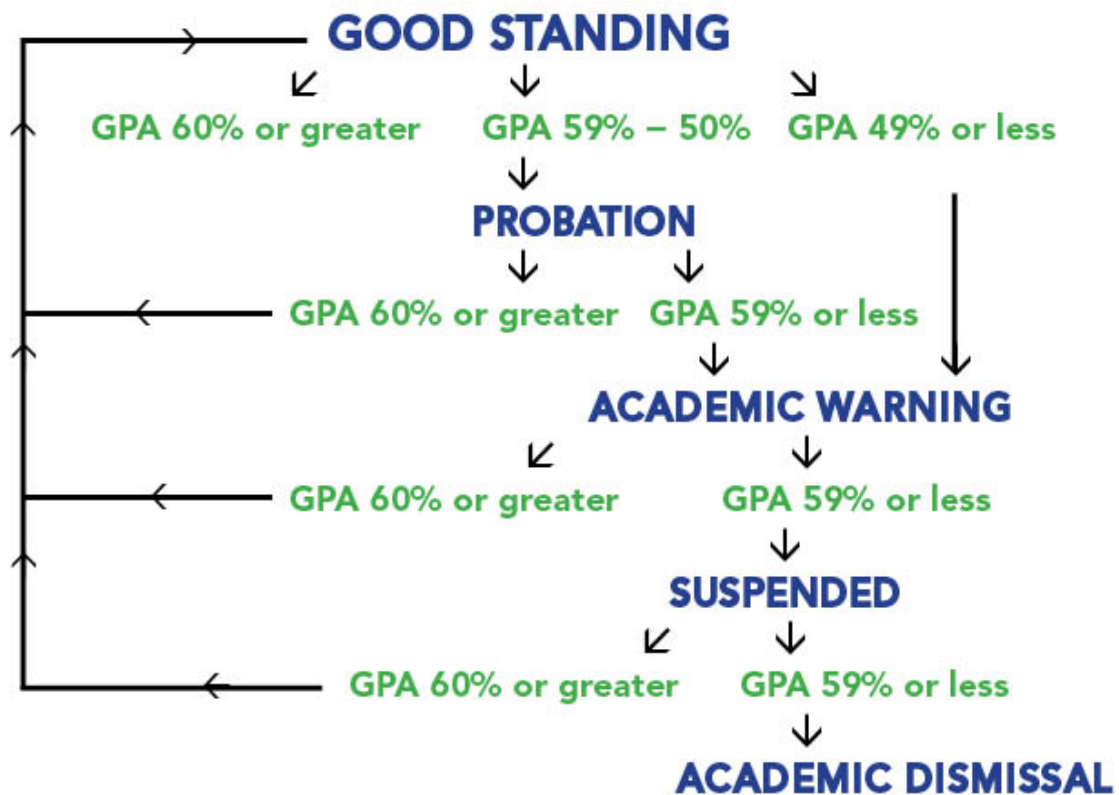 GOOD STANDING
GPA 60% or greater GPA 59% – 50% GPA 49% or less
PROBATION
GPA 60% or greater GPA 59% or less
ACADEMIC WARNING
GPA 60% or greater GPA 59% or less
SUSPENDED
GPA 60% or greater GPA 59% or less
ACADEMIC DISMISSAL